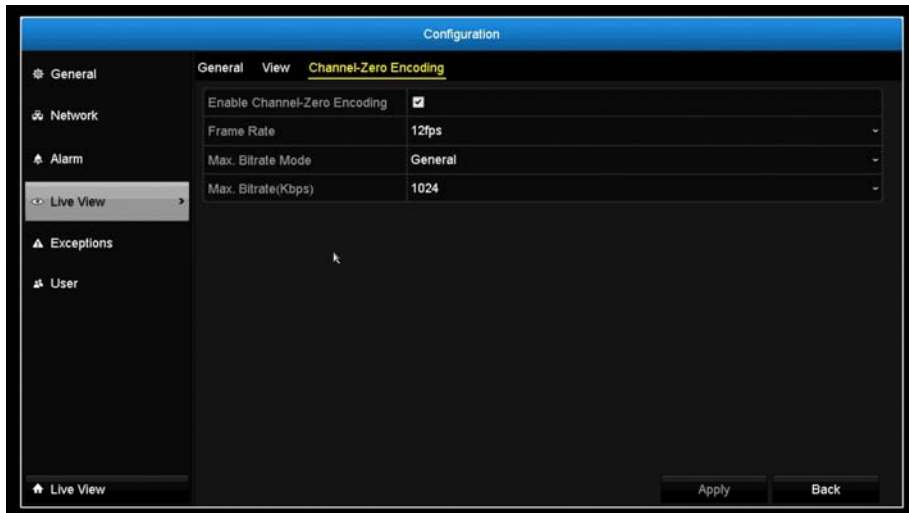 Configuration
General
Network
Alarm
Live View
Exceptions
User
Live View
General View Channel-Zero Encoding
Enable Channel-Zero Encoding
Frame Rate 12fps
Max. Bitrate Mode General
Max. Bitrate(Kbps) 1024
Apply Back